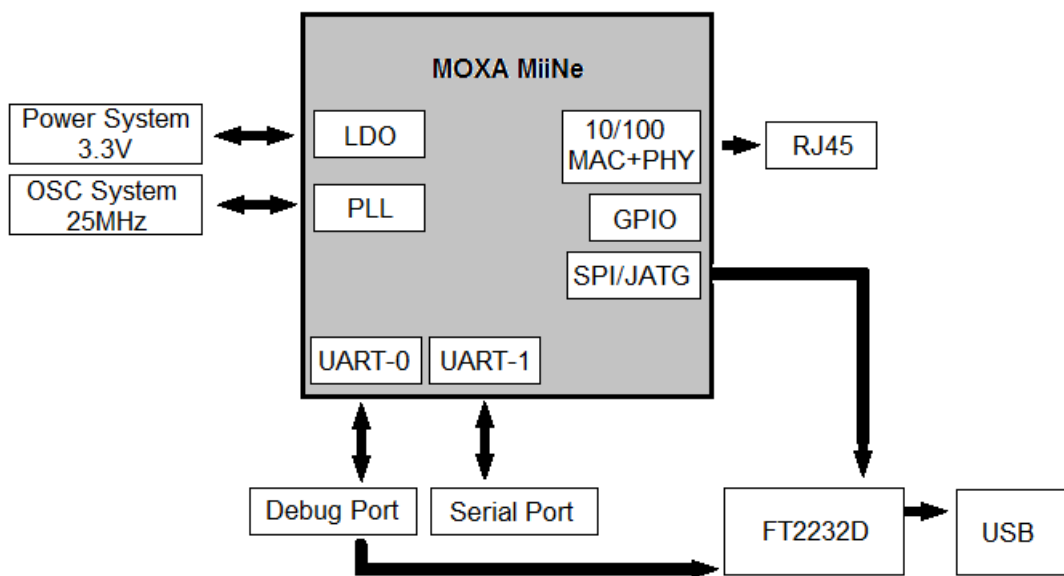 MOXA MiiNe
Power System
3.3V
LDO
10/100
MAC+PHY
RJ45
OSC System
25MHz
PLL
GPIO
SPI/JATG
UART-0
UART-1
Debug Port
Serial Port
FT2232D
USB